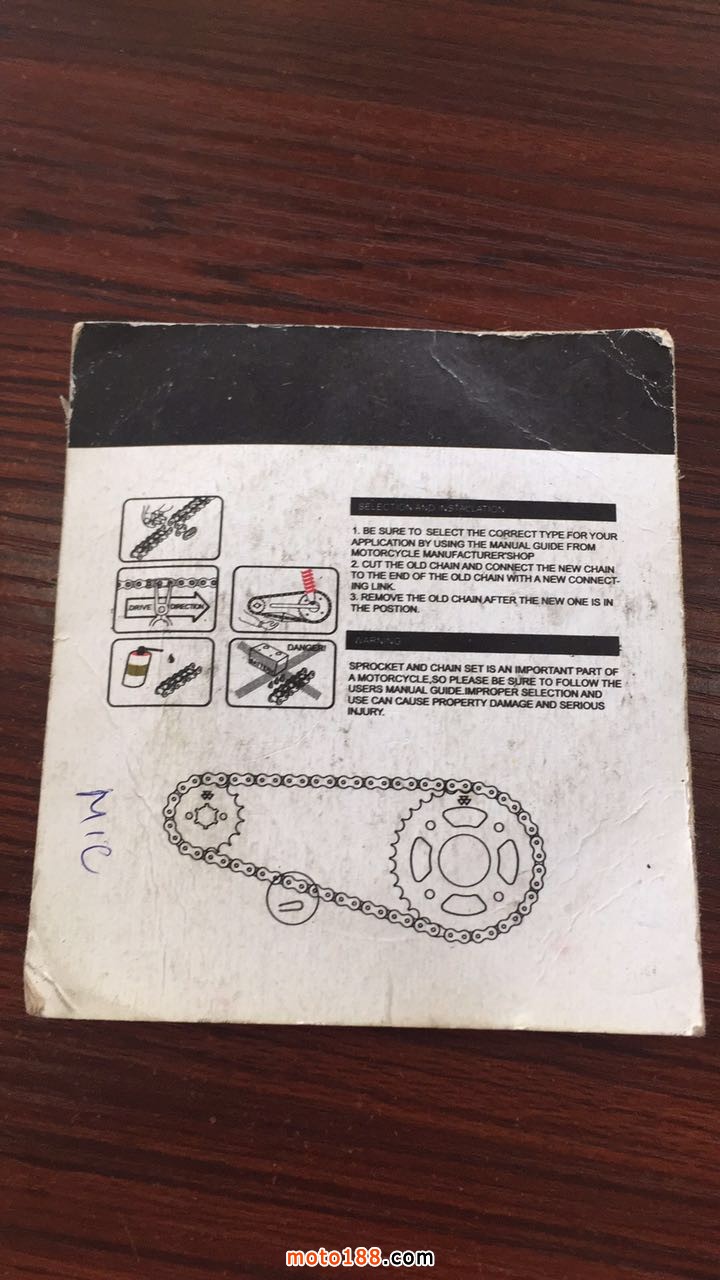 SELECTION AND INSTACLATION
1. BE SURE TO SELECT THE CORRECT TYPE FOR YOUR
APPLICATION BY USING THE MANUAL GUIDE FROM
MOTORCYCLE MANUFACTURER'SHOP
2. CUT THE OLD CHAIN AND CONNECT THE NEW CHAIN
TO THE END OF THE OLD CHAIN WITH A NEW CONNECT-
ING LINK.
3. REMOVE THE OLD CHAIN,AFTER THE NEW ONE IS IN
THE POSTION.
DRIVE DIRECTION
DANGER!
WARNING
SPROCKET AND CHAIN SET IS AN IMPORTANT PART OF
A MOTORCYCLE,SO PLEASE BE SURE TO FOLLOW THE
USERS MANUAL GUIDE.IMPROPER SELECTION AND
USE CAN CAUSE PROPERTY DAMAGE AND SERIOUS
INJURY.
MIC
moto188.com